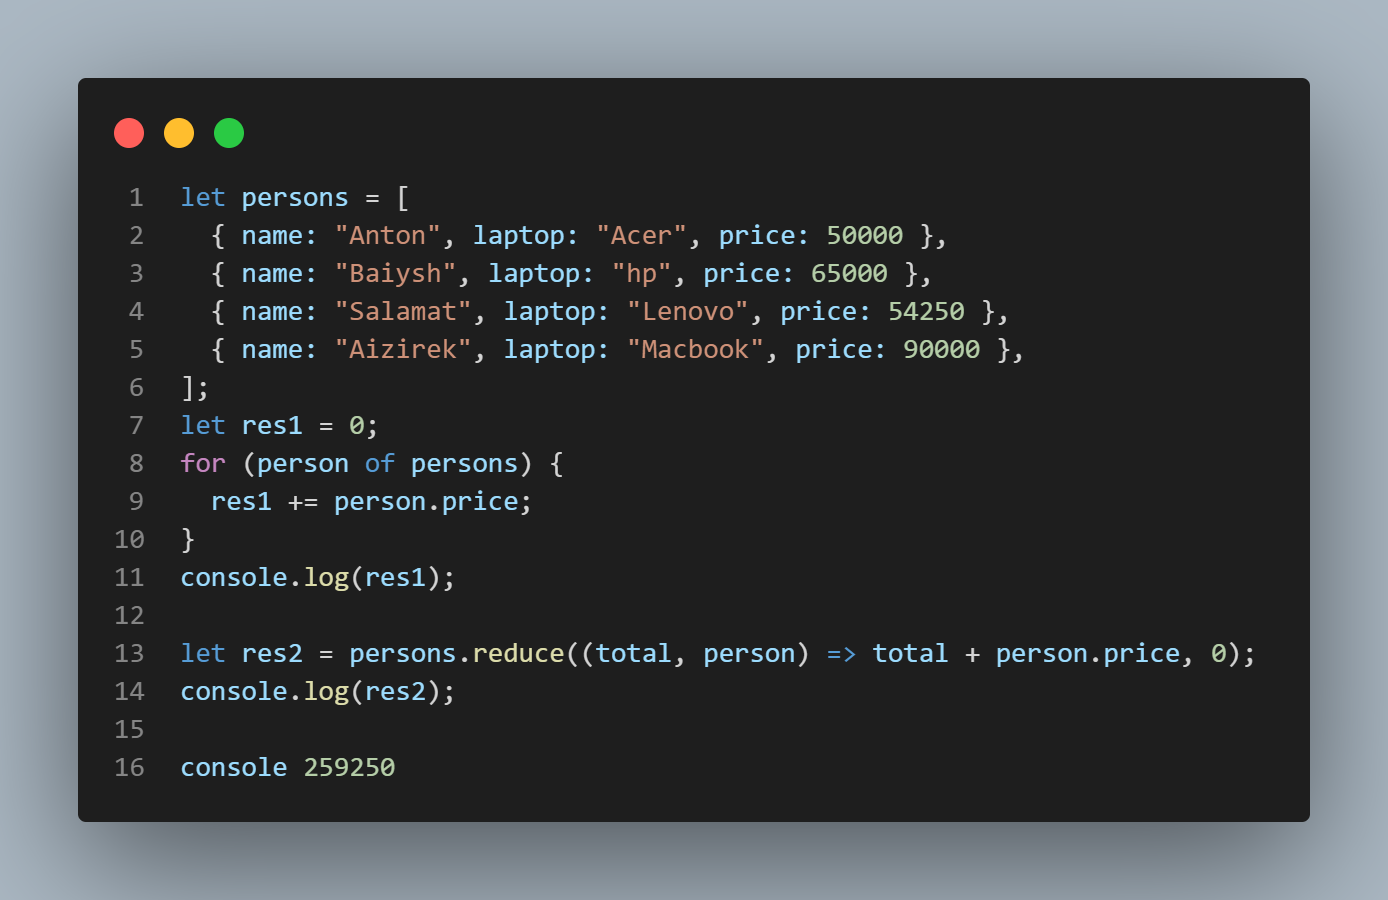 1 let persons = [
2 { name: "Anton", laptop: "Acer", price: 50000 },
3 { name: "Baiysh", laptop: "hp", price: 65000 },
4 { name: "Salamat", laptop: "Lenovo", price: 54250 },
5 { name: "Aizirek", laptop: "Macbook", price: 90000 },
6 ];
7 let res1 = 0;
8 for (person of persons) {
9 res1 += person.price;
10 }
11 console.log(res1);
12
13 let res2 = persons.reduce((total, person) => total + person.price, 0);
14 console.log(res2);
15
16 console 259250